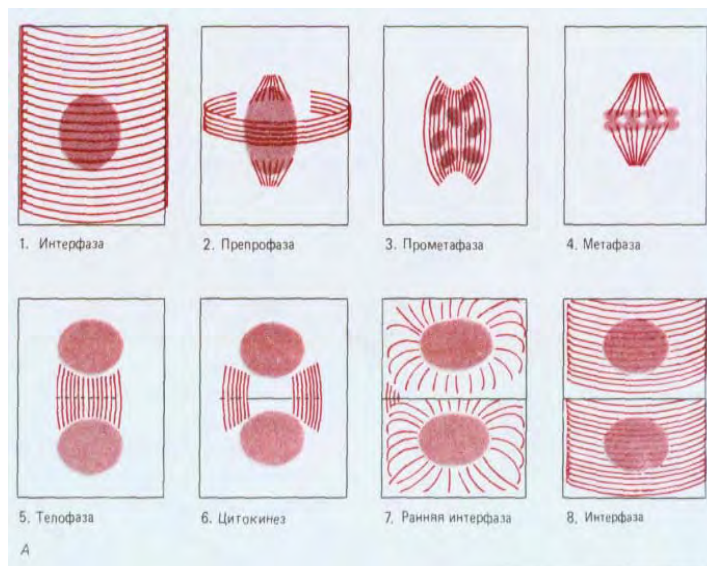 1. Интерфаза
2. Препрофаза
3. Прометафаза
4. Метафаза
5. Телофаза
6. Цитокинез
7. Ранняя интерфаза
8. Интерфаза
А